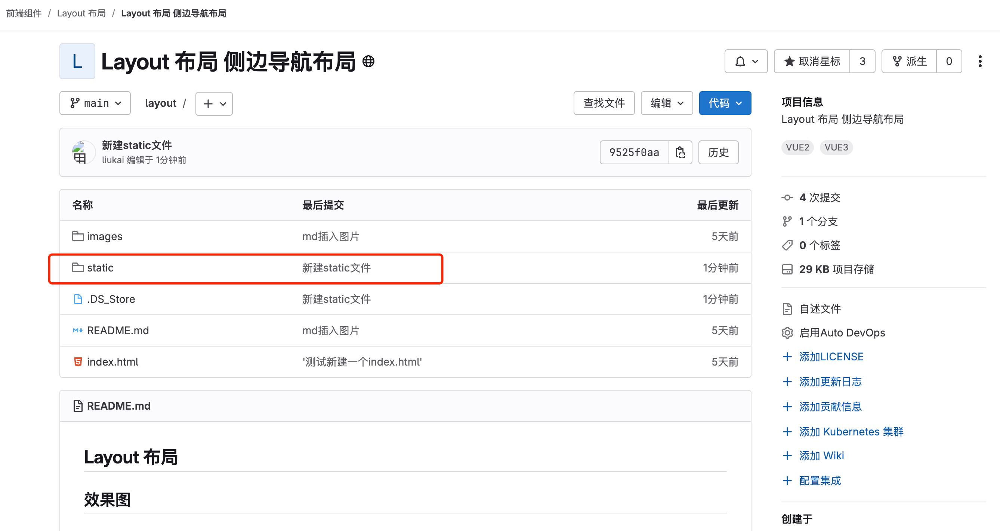 前端组件 / Layout 布局 / Layout 布局 侧边导航布局
L Layout 布局 侧边导航布局
取消星标 3 派生 0
main layout / 查找文件 编辑 代码
新建static文件
liukai 编辑于 1分钟前
9525f0aa 历史
名称 最后提交 最后更新
images md插入图片 5天前
static 新建static文件 1分钟前
.DS_Store 新建static文件 1分钟前
README.md md插入图片 5天前
index.html '测试新建一个index.html' 5天前
README.md
Layout 布局
效果图
项目信息
Layout 布局 侧边导航布局
VUE2 VUE3
4 次提交
1 个分支
0 个标签
29 KB 项目存储
自述文件
启用Auto DevOps
添加LICENSE
添加更新日志
添加贡献信息
添加 Kubernetes 集群
添加 Wiki
配置集成
创建于